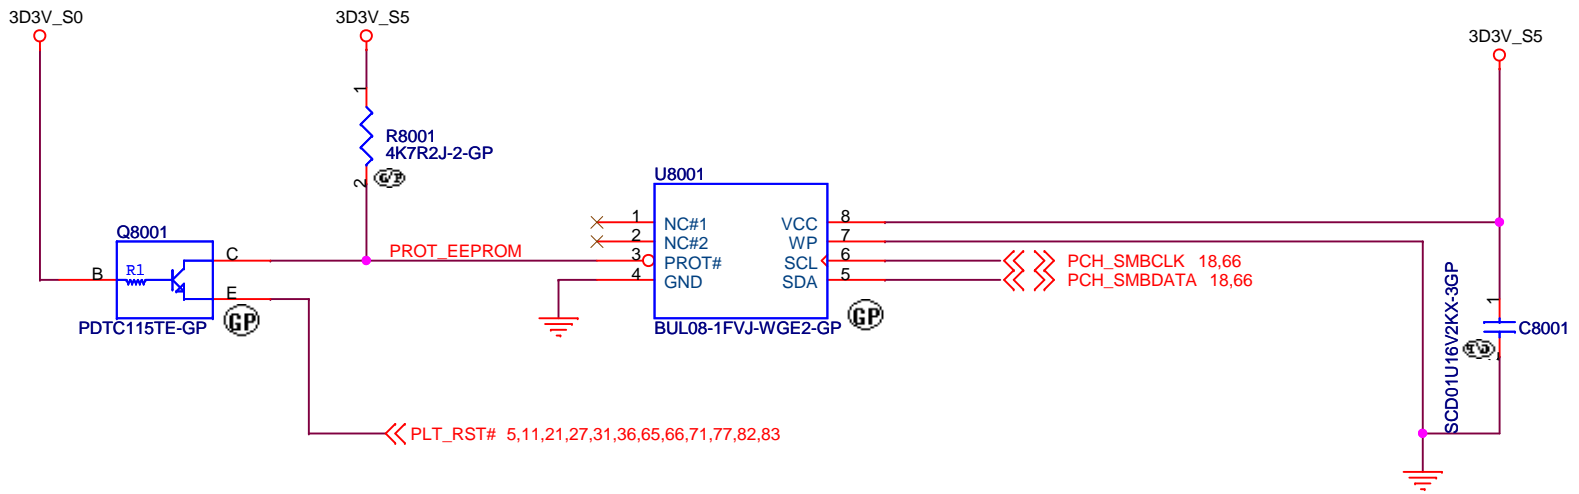 3D3V_S0
3D3V_S5
3D3V_S5
1
R8001
4K7R2J-2-GP
2
G/P
U8001
Q8001
B
R1
C
E
GP
PDTC115TE-GP
PROT_EEPROM
1 NC#1 VCC 8
2 NC#2 WP 7
3 PROT# SCL 6
4 GND SDA 5
PCH_SMBCLK 18,66
PCH_SMBDATA 18,66
BUL08-1FVJ-WGE2-GP
GP
SCD01U16V2KX-3GP
1
C8001
PLT_RST# 5,11,21,27,31,36,65,66,71,77,82,83